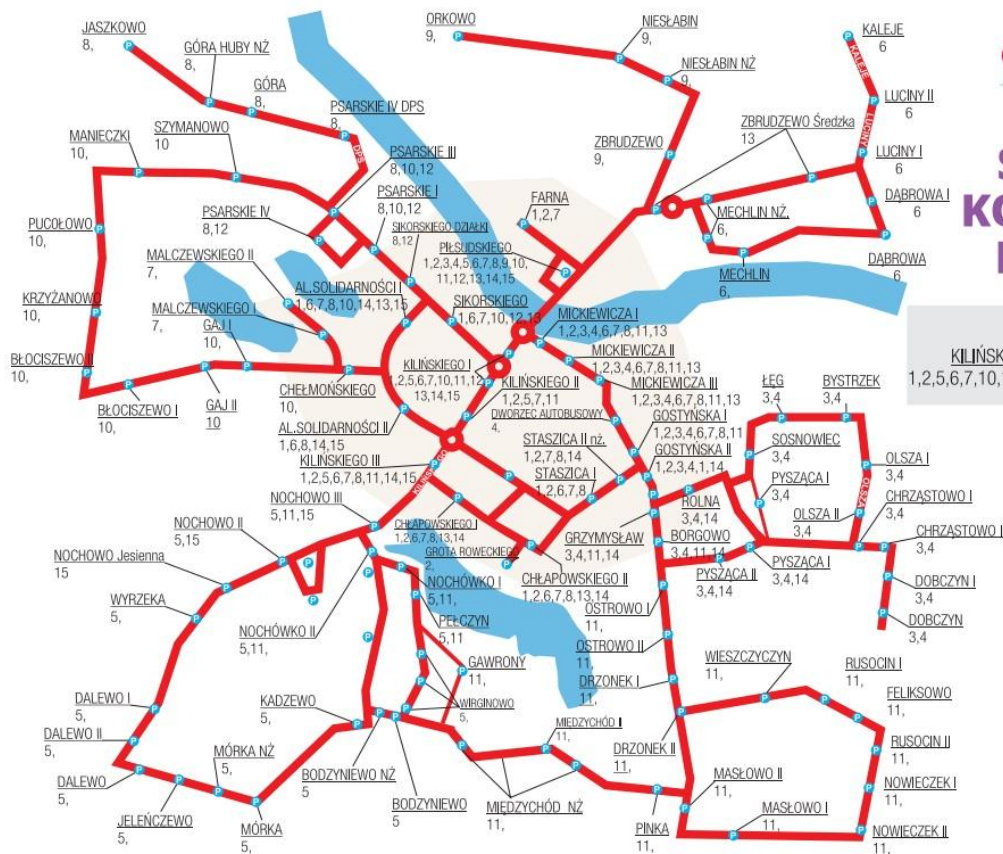 JASZKOWO
8,
GÓRA HUBY NŻ
8,
GÓRA
8,
PSARSKIE IV DPS
8,
DPS
ORKOWO
9,
NIESŁABIN
9,
NIESŁABIN NŻ
9,
ZBRUDZEWO
9,
KALEJE
6
KALEJE
LUCINY II
6
LUCINY
LUCINY I
6
ZBRUDZEWO Średzka
13
DĄBROWA I
6
DĄBROWA
6
MECHLIN NŻ.
6,
MECHLIN
6,
MANIECZKI
10,
SZYMANOWO
10
PSARSKIE III
8,10,12
PSARSKIE I
8,10,12
PSARSKIE IV
8,12
SIKORSKIEGO DZIAŁKI
8,12
FARNA
1,2,7
PIŁSUDSKIEGO
1,2,3,4,5,6,7,8,9,10,
11,12,13,14,15
PUCOŁOWO
10,
MALCZEWSKIEGO II
7,
MALCZEWSKIEGO I
7,
AL.SOLIDARNOŚCI I
1,6,7,8,10,14,13,15
SIKORSKIEGO
1,6,7,10,12,13
KRZYŻANOWO
10,
GAJ I
10,
BŁOCISZEWO II
10,
BŁOCISZEWO I
10,
GAJ II
10
CHEŁMOŃSKIEGO
10,
MICKIEWICZA I
1,2,3,4,6,7,8,11,13
MICKIEWICZA II
1,2,3,4,6,7,8,11,13
MICKIEWICZA III
1,2,3,4,6,7,8,11,13
KILIŃSKIEGO I
1,2,5,6,7,10,11,12
13,14,15
KILIŃSKIEGO II
1,2,5,7,11
DWORZEC AUTOBUSOWY
4,
AL.SOLIDARNOŚCI II
1,6,8,14,15
KILIŃSKIEGO III
1,2,5,6,7,8,11,14,15
KILIŃSKIEGO
GOSTYŃSKA I
1,2,3,4,6,7,8,11
GOSTYŃSKA II
1,2,3,4,1,14
STASZICA II nż.
1,2,7,8,14
STASZICA I
1,2,6,7,8
ŁĘG
3,4
BYSTRZEK
3,4
SOSNOWIEC
3,4
PYSZĄCA I
3,4
OLSZA I
3,4
OLSZA
OLSZA II
3,4
CHRZĄSTOWO I
3,4
CHRZĄSTOWO I
3,4
DOBCZYN I
3,4
DOBCZYN
3,4
ROLNA
3,4,14
GRZYMYSŁAW
3,4,11,14
BORGOWO
3,4,11,14
PYSZĄCA I
3,4,14
PYSZĄCA II
3,4,14
KILIŃSK
1,2,5,6,7,10,1
NOCHOWO III
5,11,15
NOCHOWO II
5,15
NOCHOWO Jesienna
15
WYRZEKA
5,
CHŁAPOWSKIEGO I
1,2,6,7,8,13,14
GROTA ROWECKIEGO
2,
CHŁAPOWSKIEGO II
1,2,6,7,8,13,14
NOCHÓWKO I
5,11,
NOCHÓWKO II
5,11,
PEŁCZYN
5,11
GAWRONY
11,
WIRGINOWO
5,
OSTROWO I
11,
OSTROWO II
11,
DRZONEK I
11,
DRZONEK II
11,
WIESZCZYCZYN
11,
RUSOCIN I
11,
FELIKSOWO
11,
RUSOCIN II
11,
NOWIECZEK I
11,
NOWIECZEK II
11,
DALEWO I
5,
DALEWO II
5,
DALEWO
5,
KADZEWO
5,
MÓRKA NŻ
5,
JELEŃCZEWO
5,
MÓRKA
5,
BODZYNIEWO NŻ
5
BODZYNIEWO
5
MIĘDZYCHÓD II
11,
MIĘDZYCHÓD NŻ
11,
PINKA
11,
MASŁOWO II
11,
MASŁOWO I
11,